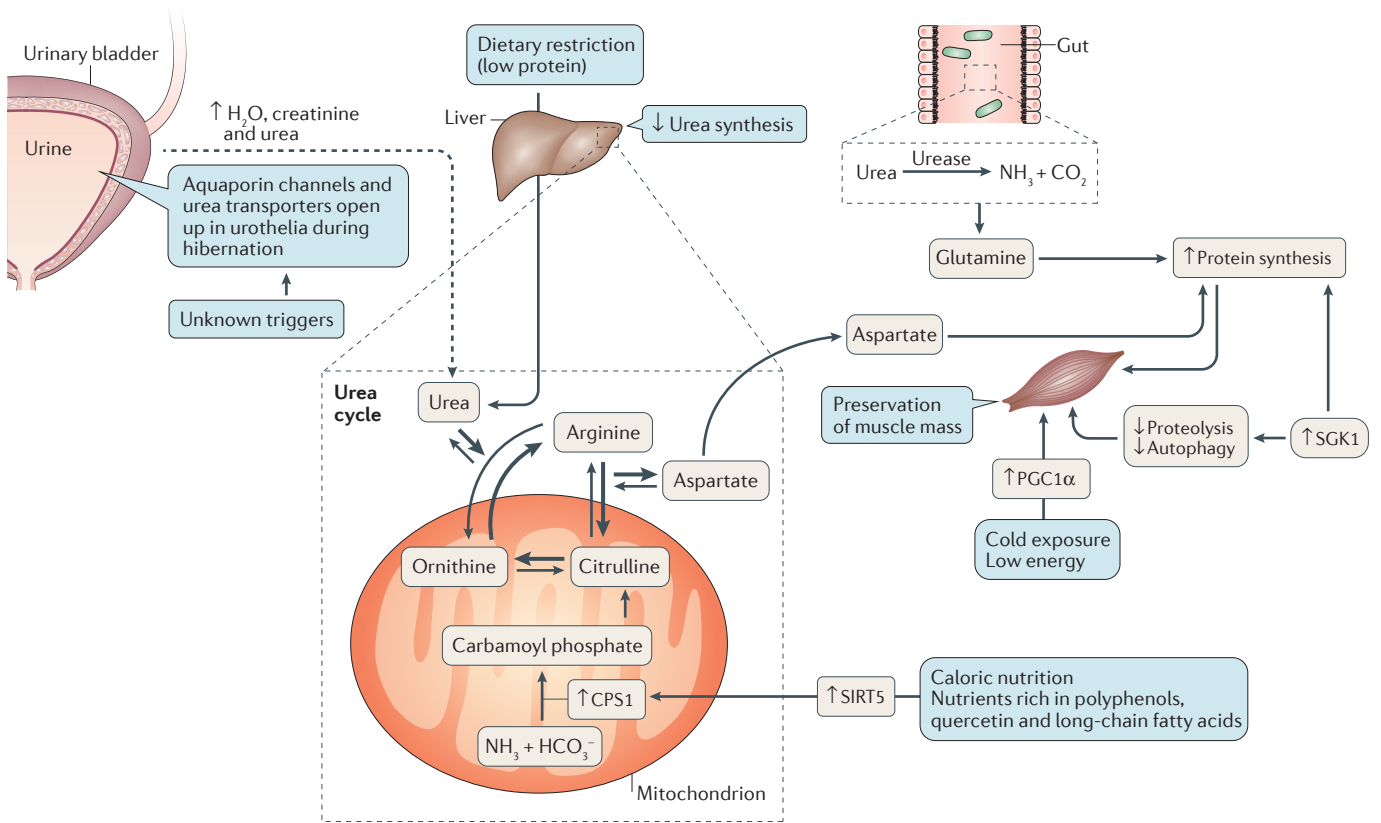 Urinary bladder
Urine
↑ H₂O, creatinine
and urea
Aquaporin channels and
urea transporters open
up in urothelia during
hibernation
Unknown triggers
Dietary restriction
(low protein)
Liver
↓ Urea synthesis
Gut
Urea
Urease
NH₃ + CO₂
Glutamine
↑Protein synthesis
Aspartate
Preservation
of muscle mass
↓Proteolysis
↓Autophagy
↑SGK1
↑PGC1α
Cold exposure
Low energy
Urea
cycle
Urea
Arginine
Aspartate
Ornithine
Citrulline
Carbamoyl phosphate
↑CPS1
NH₃ + HCO₃⁻
Mitochondrion
↑SIRT5
Caloric nutrition
Nutrients rich in polyphenols,
quercetin and long-chain fatty acids